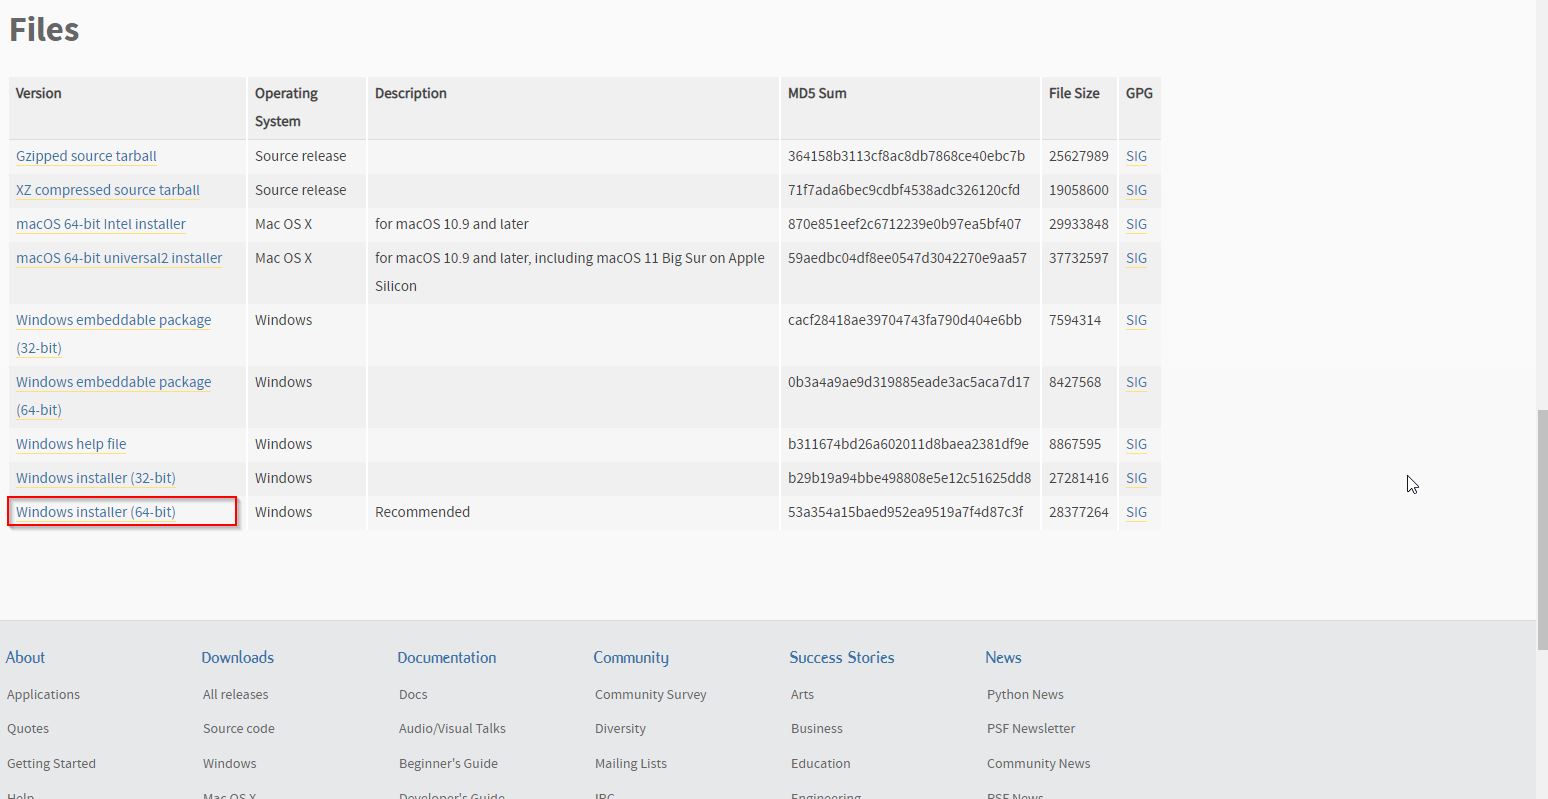 Files
Version Operating System Description MD5 Sum File Size GPG
Gzipped source tarball Source release 364158b3113cf8ac8db7868ce40ebc7b 25627989 SIG
XZ compressed source tarball Source release 71f7ada6bec9cdbf4538adc326120cfd 19058600 SIG
macOS 64-bit Intel installer Mac OS X for macOS 10.9 and later 870e851eef2c6712239e0b97ea5bf407 29933848 SIG
macOS 64-bit universal2 installer Mac OS X for macOS 10.9 and later, including macOS 11 Big Sur on Apple Silicon 59aedbc04df8ee0547d3042270e9aa57 37732597 SIG
Windows embeddable package (32-bit) Windows cacf28418ae39704743fa790d404e6bb 7594314 SIG
Windows embeddable package (64-bit) Windows 0b3a4a9ae9d319885eade3ac5aca7d17 8427568 SIG
Windows help file Windows b311674bd26a602011d8baea2381df9e 8867595 SIG
Windows installer (32-bit) Windows b29b19a94bbe498808e5e12c51625dd8 27281416 SIG
Windows installer (64-bit) Windows Recommended 53a354a15baed952ea9519a7f4d87c3f 28377264 SIG
About Downloads Documentation Community Success Stories News
Applications All releases Docs Community Survey Arts Python News
Quotes Source code Audio/Visual Talks Diversity Business PSF Newsletter
Getting Started Windows Beginner's Guide Mailing Lists Education Community News
Help Mac OS X Developer's Guide IRC Engineering PSF News